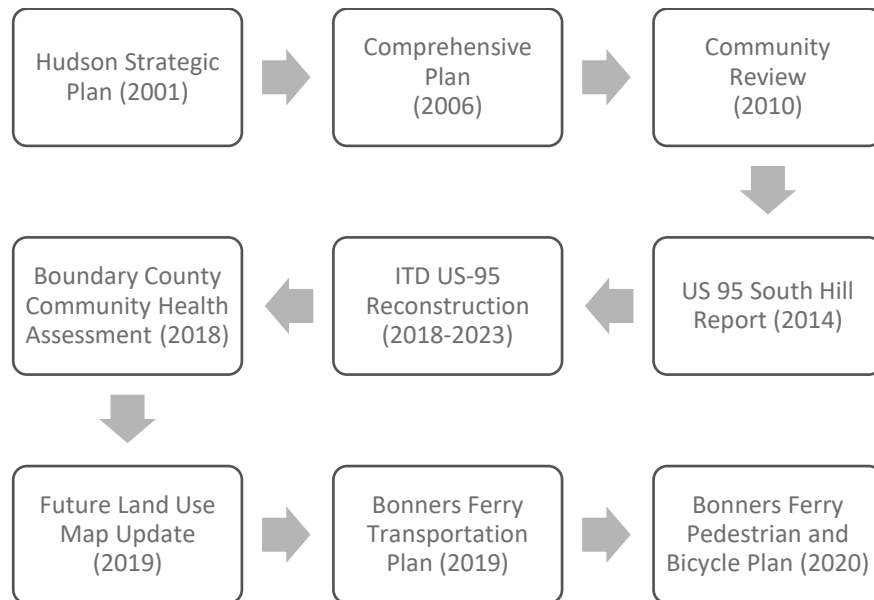 Hudson Strategic
Plan (2001)
Comprehensive
Plan
(2006)
Community
Review
(2010)
US 95 South Hill
Report (2014)
ITD US-95
Reconstruction
(2018-2023)
Boundary County
Community Health
Assessment (2018)
Future Land Use
Map Update
(2019)
Bonners Ferry
Transportation
Plan (2019)
Bonners Ferry
Pedestrian and
Bicycle Plan (2020)